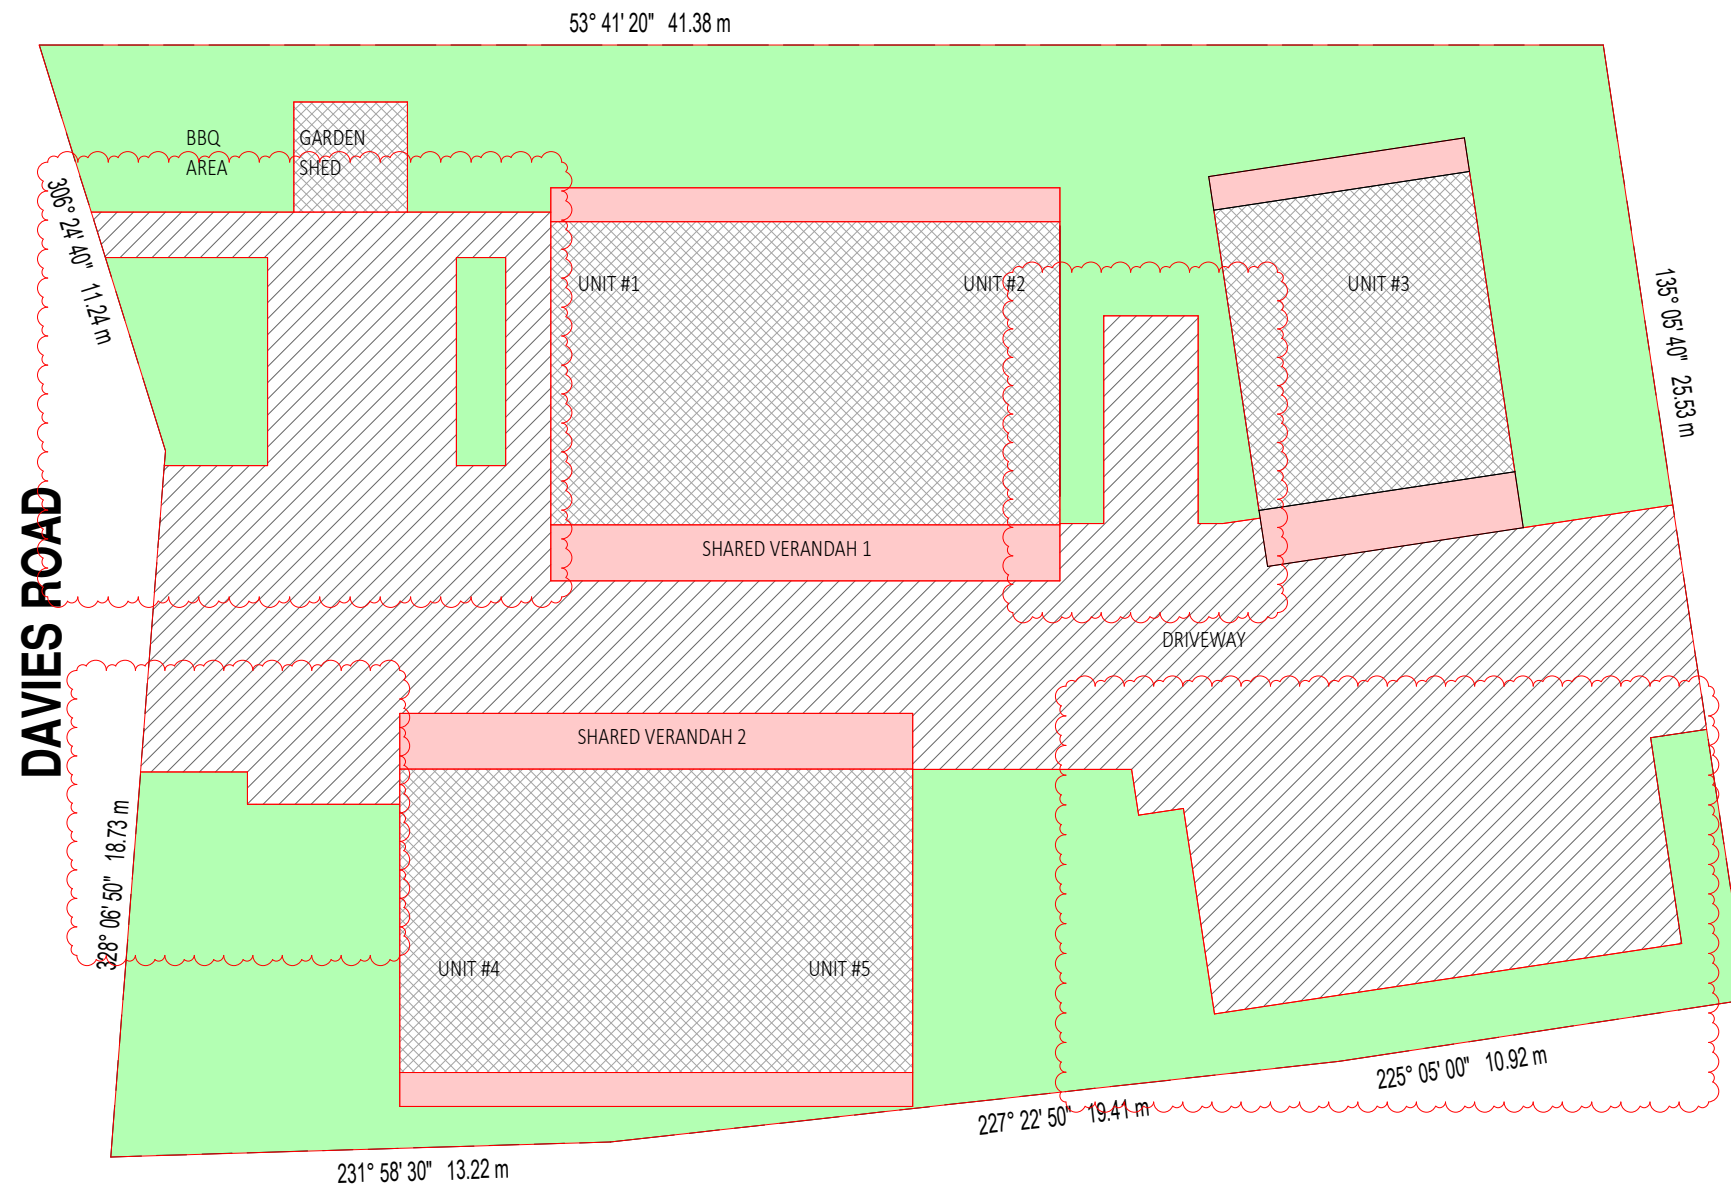 53° 41' 20" 41.38 m
BBQ
AREA
GARDEN
SHED
306° 24' 40" 11.24 m
UNIT #1
UNIT #2
UNIT #3
135° 05' 40" 25.53 m
DAVIES ROAD
SHARED VERANDAH 1
DRIVEWAY
SHARED VERANDAH 2
328° 06' 50" 18.73 m
UNIT #4
UNIT #5
225° 05' 00" 10.92 m
227° 22' 50" 19.41 m
231° 58' 30" 13.22 m